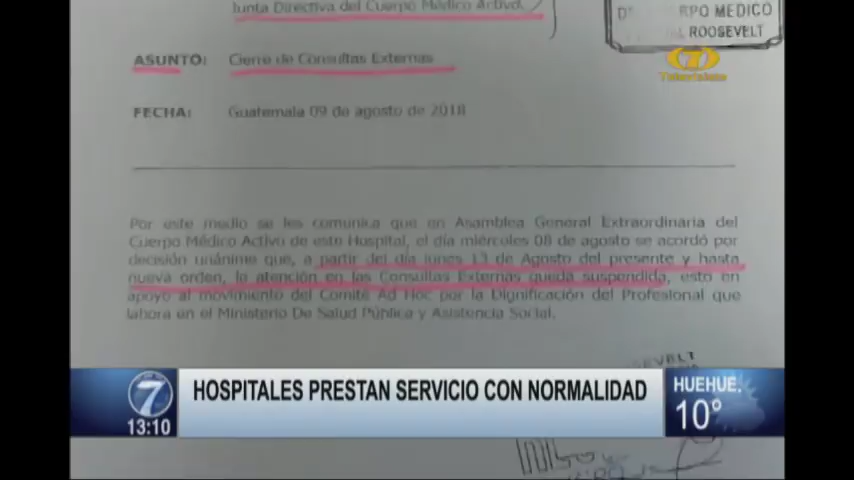 Junta Directiva del Cuerpo Médico Activo.
RPO MEDICO
ROOSEVELT
7
Televisiete
ASUNTO: Cierre de Consultas Externas
FECHA: Guatemala 09 de agosto de 2018
Por este medio se les comunica que en Asamblea General Extraordinaria del
Cuerpo Médico Activo de este Hospital, el día miércoles 08 de agosto se acordó por
decisión unánime que, a partir del día lunes 13 de Agosto del presente y hasta
nueva orden, la atención en las Consultas Externas queda suspendida, esto en
apoyo al movimiento del Comité Ad Hoc por la Dignificación del Profesional que
labora en el Ministerio De Salud Pública y Asistencia Social.
7
13:10
HOSPITALES PRESTAN SERVICIO CON NORMALIDAD
HUEHUE.
10°